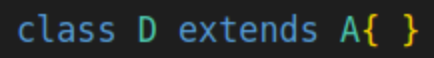 class D extends A{ }